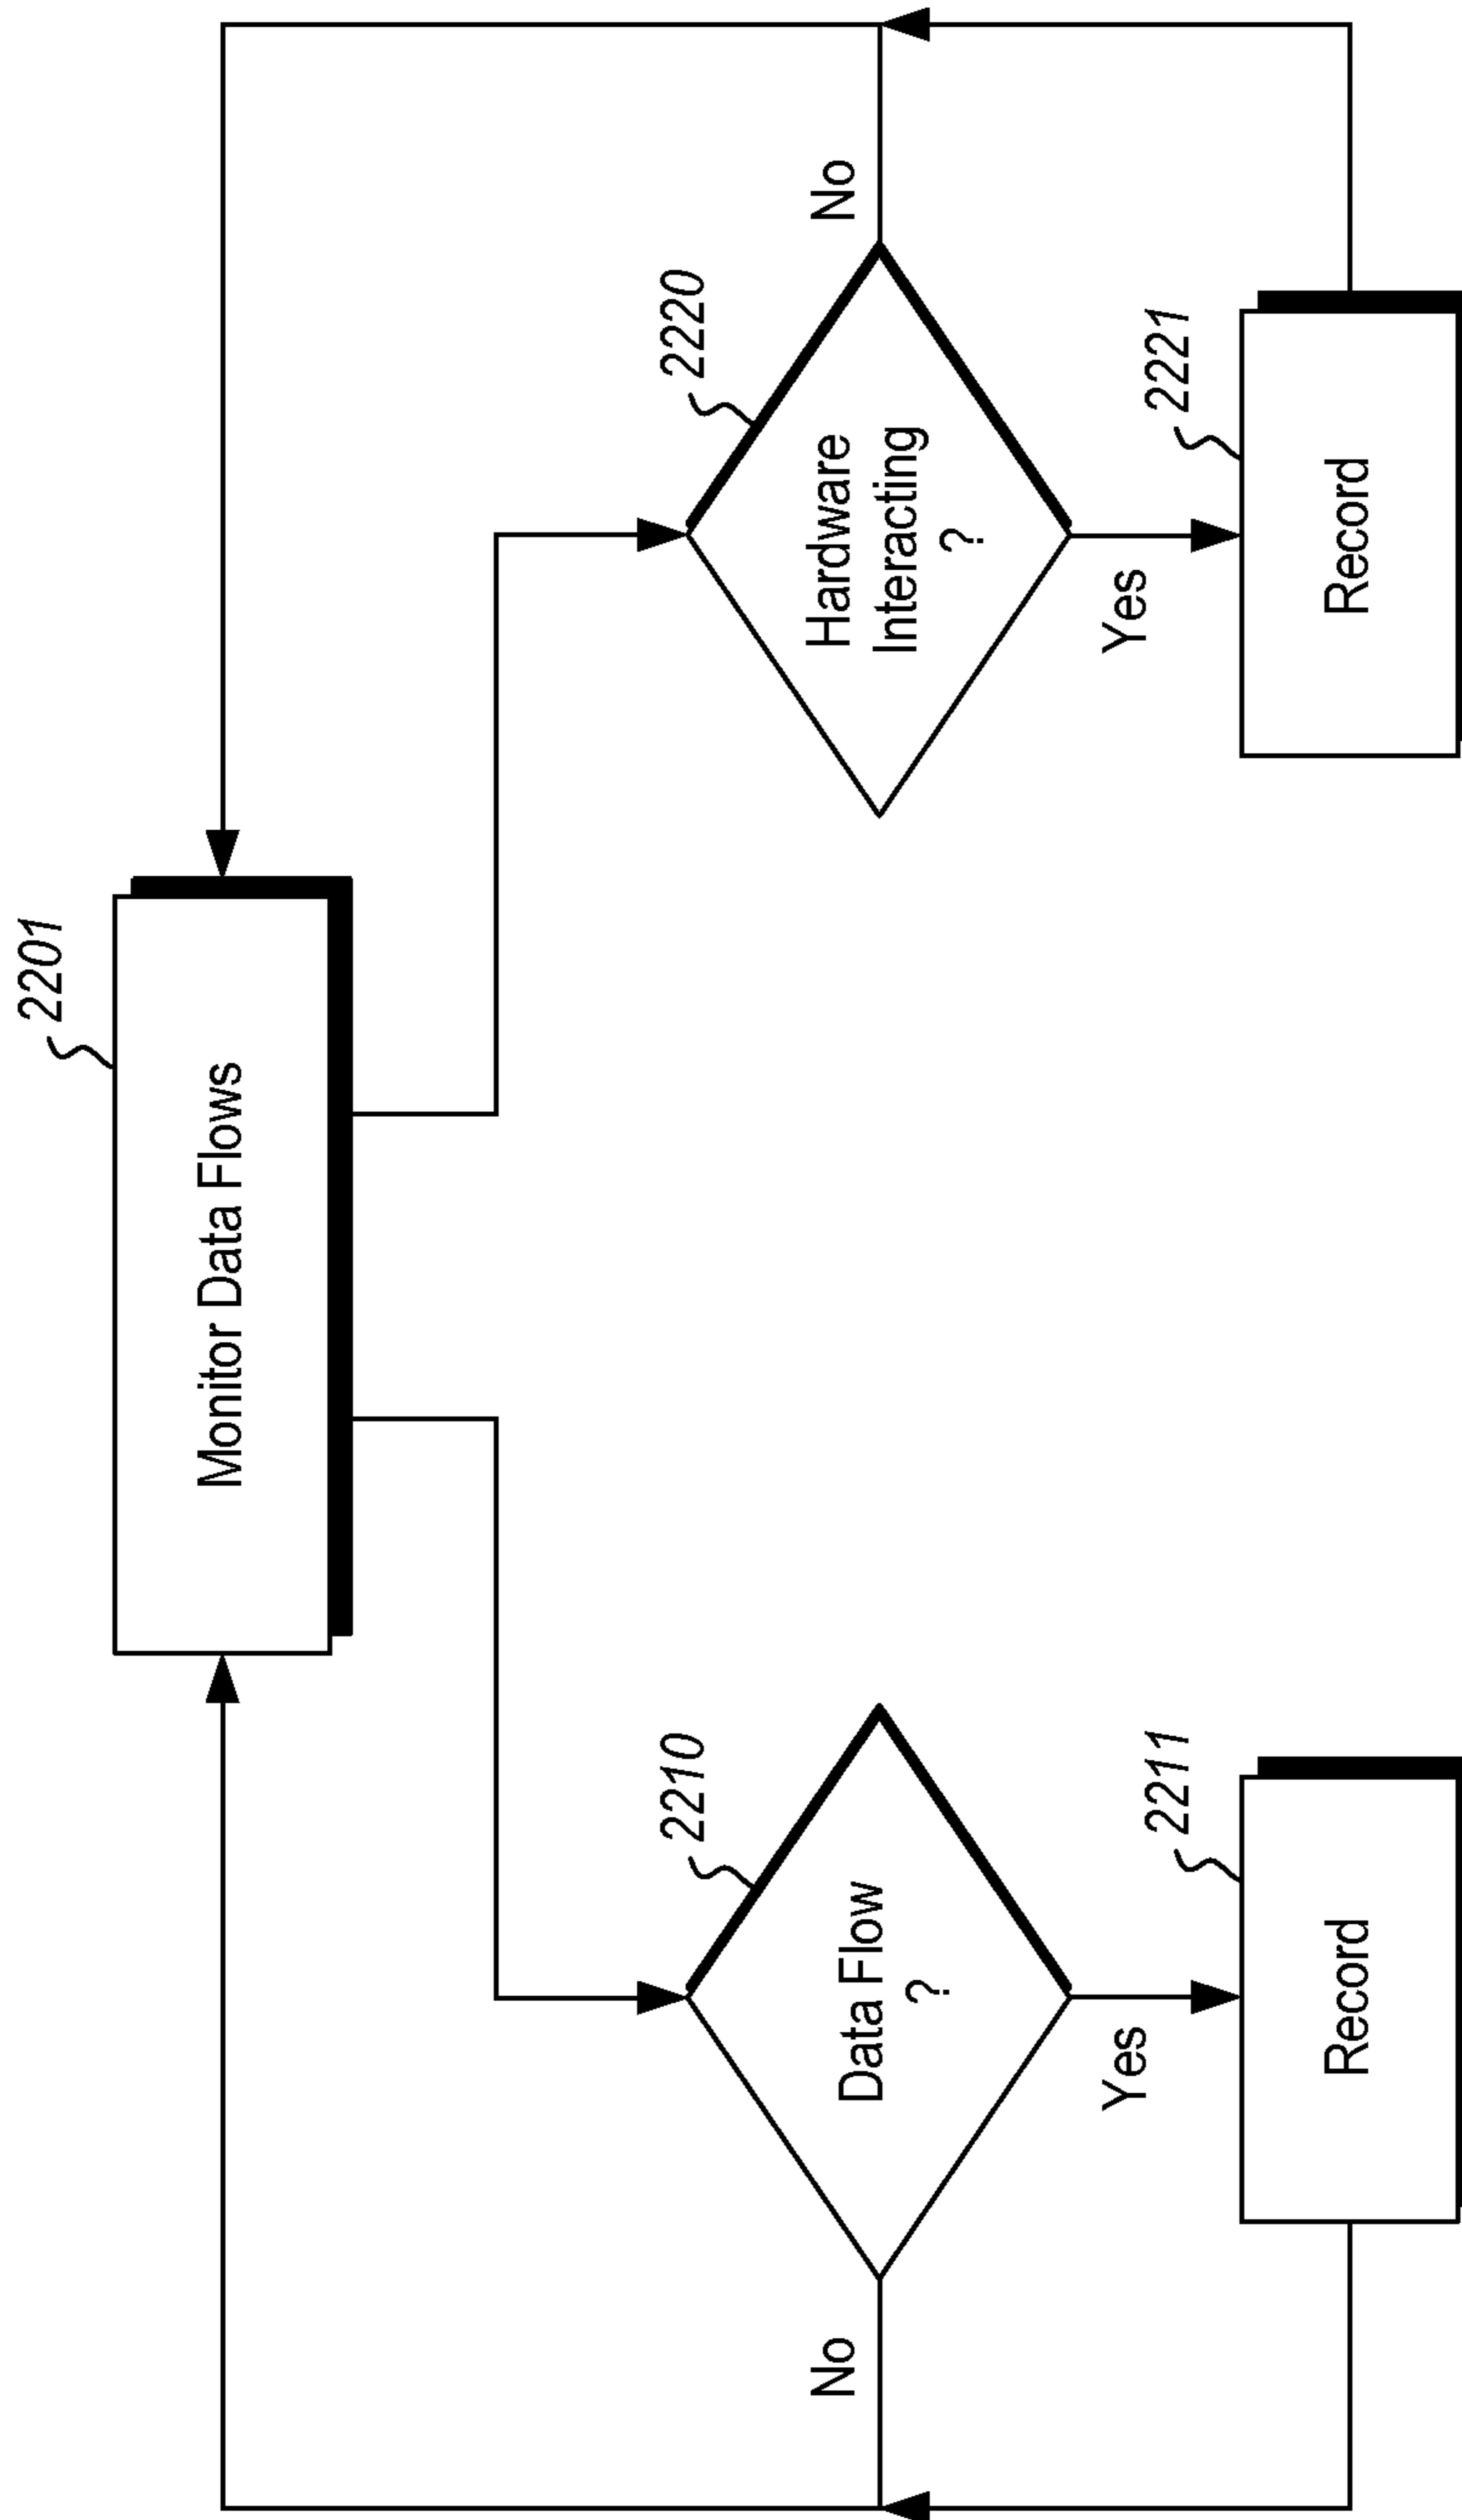 2201
Monitor Data Flows
2210
2220
Data Flow
?
Hardware
Interacting
?
No
No
Yes
Yes
2211
2221
Record
Record